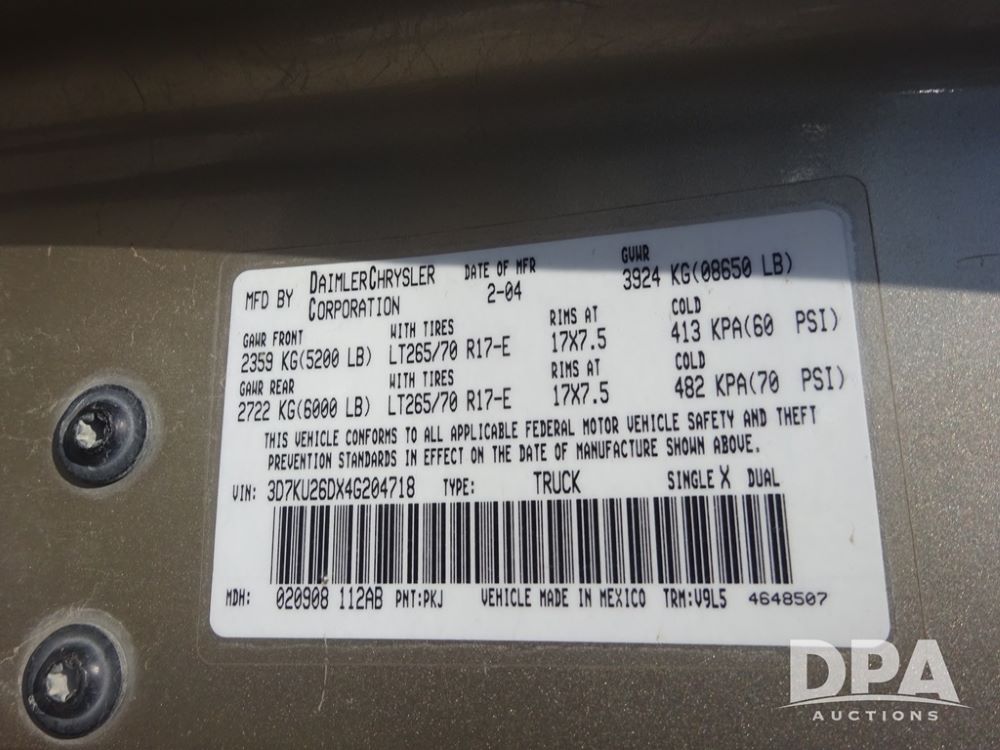 MFD BY DAIMLERCHRYSLER CORPORATION DATE OF MFR 2-04 GVWR 3924 KG(08650 LB)
GAWR FRONT WITH TIRES RIMS AT COLD
2359 KG(5200 LB) LT265/70 R17-E 17X7.5 413 KPA(60 PSI)
GAWR REAR WITH TIRES RIMS AT COLD
2722 KG(6000 LB) LT265/70 R17-E 17X7.5 482 KPA(70 PSI)
THIS VEHICLE CONFORMS TO ALL APPLICABLE FEDERAL MOTOR VEHICLE SAFETY AND THEFT
PREVENTION STANDARDS IN EFFECT ON THE DATE OF MANUFACTURE SHOWN ABOVE.
VIN: 3D7KU26DX4G204718 TYPE: TRUCK SINGLE X DUAL
MDH: 020908 112AB PNT:PKJ VEHICLE MADE IN MEXICO TRM:V9L5 4648507
DPA
AUCTIONS